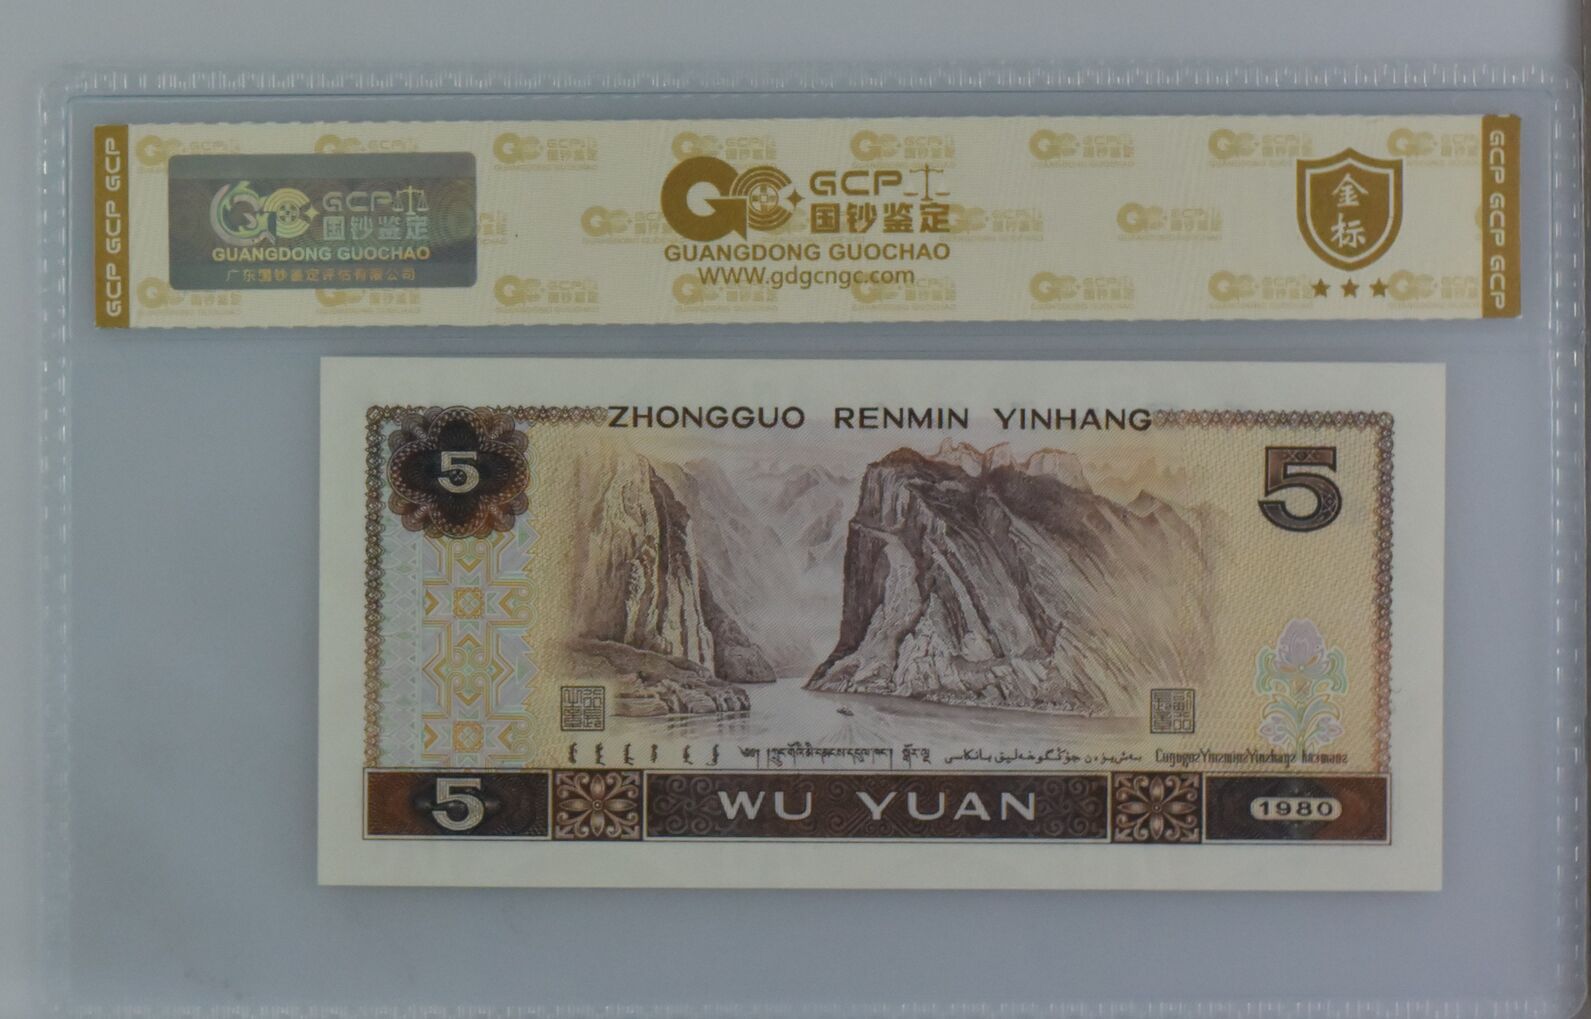 GCP GCP GCP
GCP
国钞鉴定
GUANGDONG GUOCHAO
广东国钞鉴定评估有限公司
GCP
国钞鉴定
GUANGDONG GUOCHAO
WWW.gdgcngc.com
金
标
GCP GCP GCP
ZHONGGUO RENMIN YINHANG
5
5
5
WU YUAN
1980